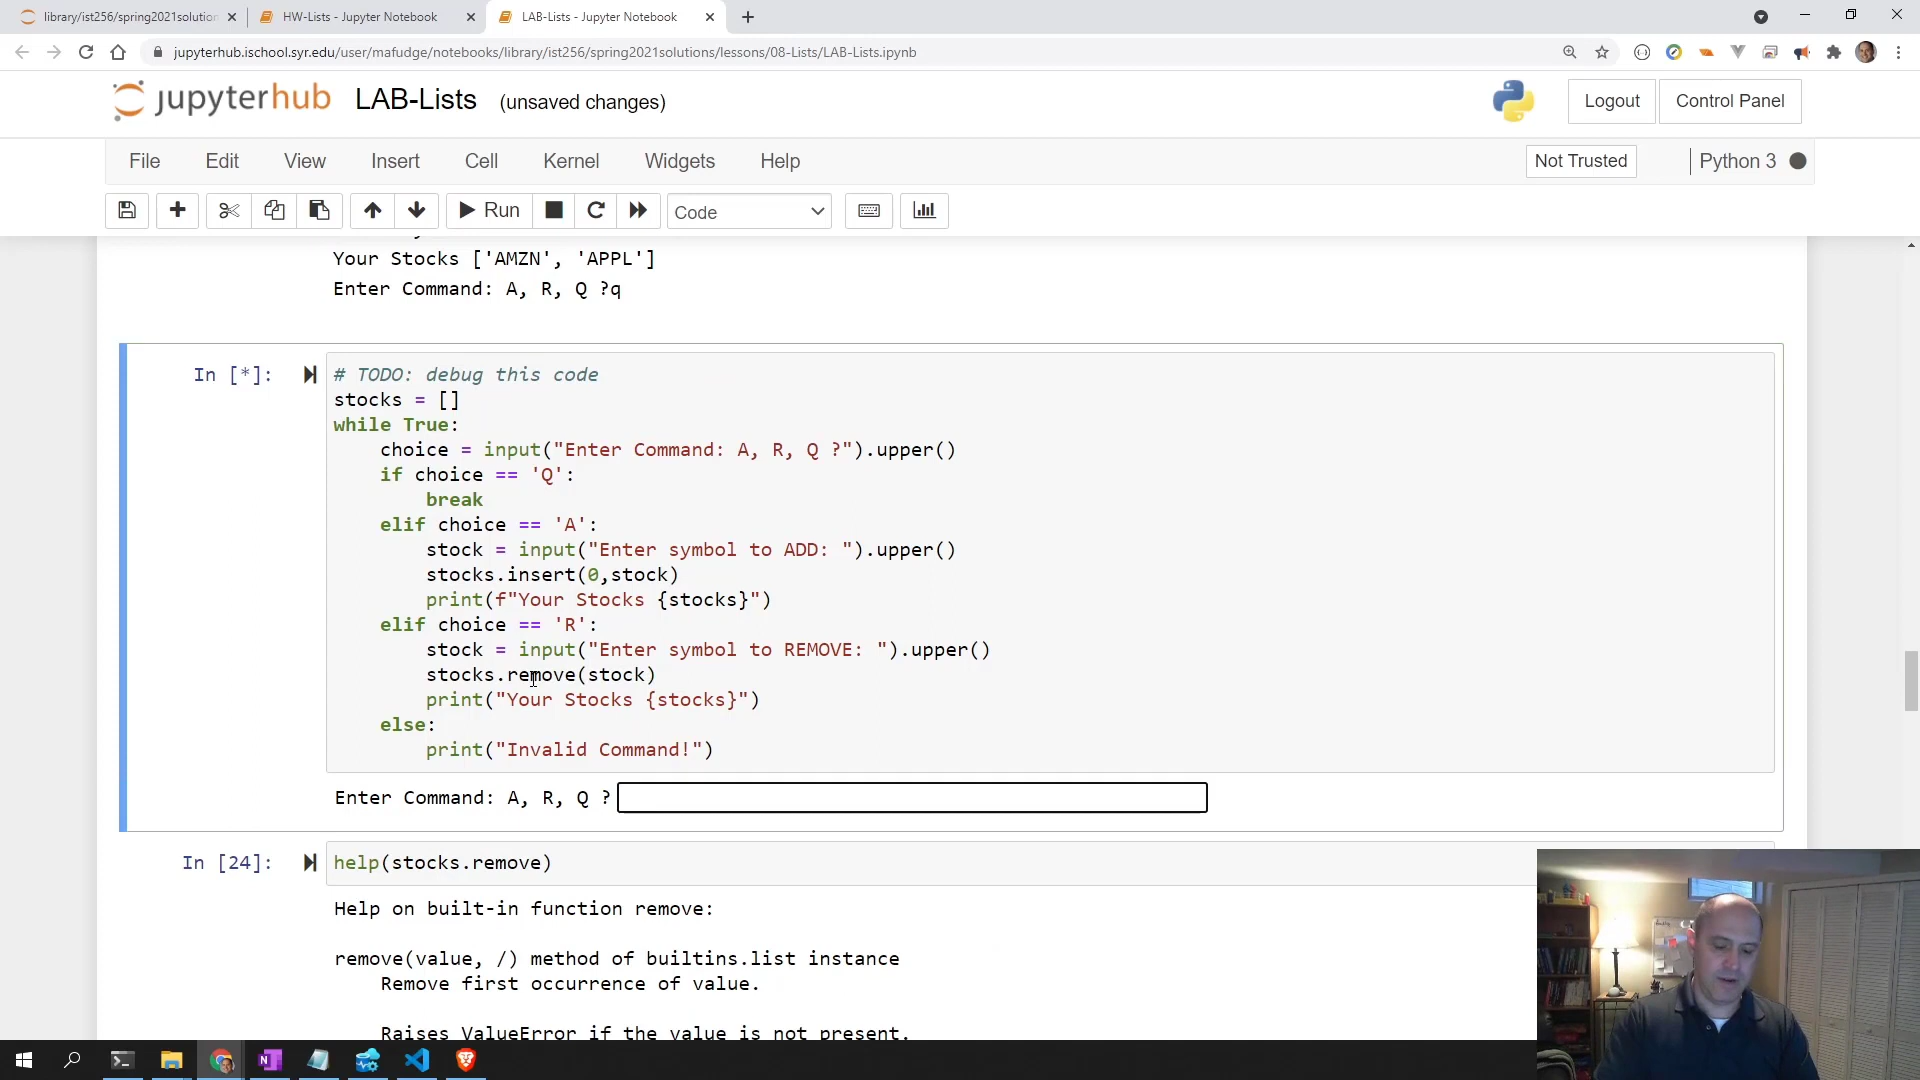 library/ist256/spring2021solution
HW-Lists - Jupyter Notebook
LAB-Lists - Jupyter Notebook
jupyterhub.ischool.syr.edu/user/mafudge/notebooks/library/ist256/spring2021solutions/lessons/08-Lists/LAB-Lists.ipynb
jupyterhub LAB-Lists (unsaved changes)
Logout Control Panel
File Edit View Insert Cell Kernel Widgets Help
Not Trusted Python 3
Run Code
Your Stocks ['AMZN', 'APPL']
Enter Command: A, R, Q ?q
In [*]:
# TODO: debug this code
stocks = []
while True:
    choice = input("Enter Command: A, R, Q ?").upper()
    if choice == 'Q':
        break
    elif choice == 'A':
        stock = input("Enter symbol to ADD: ").upper()
        stocks.insert(0,stock)
        print(f"Your Stocks {stocks}")
    elif choice == 'R':
        stock = input("Enter symbol to REMOVE: ").upper()
        stocks.remove(stock)
        print("Your Stocks {stocks}")
    else:
        print("Invalid Command!")
Enter Command: A, R, Q ?
In [24]: help(stocks.remove)
Help on built-in function remove:
remove(value, /) method of builtins.list instance
    Remove first occurrence of value.
    Raises ValueError if the value is not present.